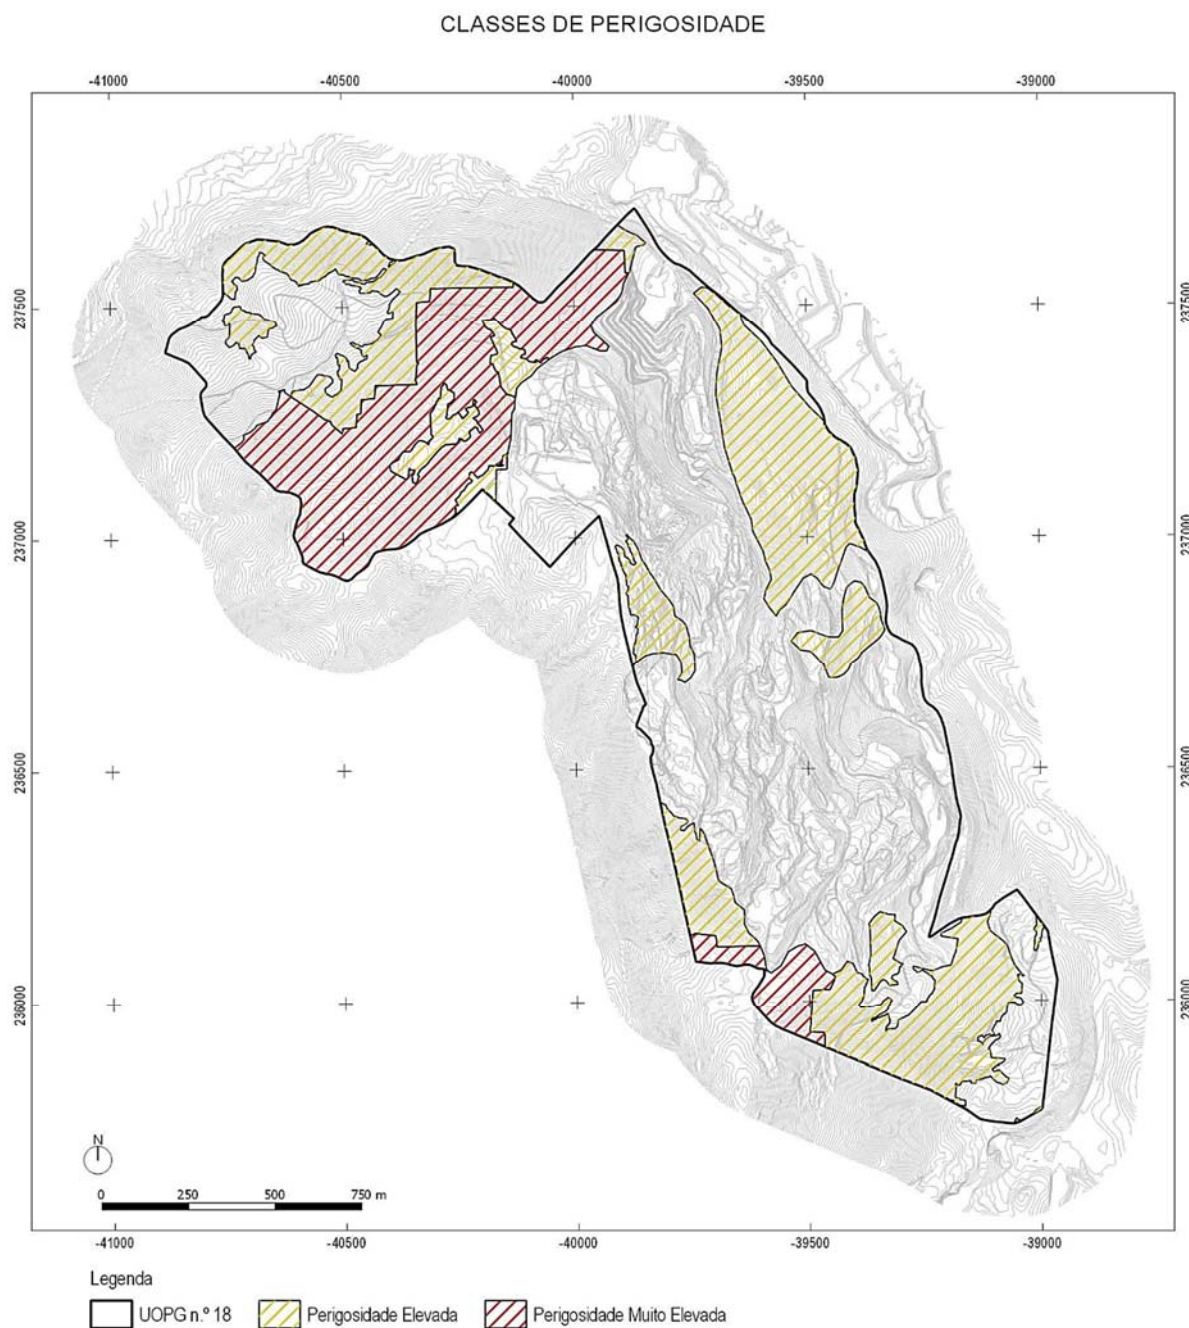 CLASSES DE PERIGOSIDADE
-41000 -40500 -40000 -39500 -39000
237500 237500
237000 237000
236500 236500
236000 236000
N
0 250 500 750 m
-41000 -40500 -40000 -39500 -39000
Legenda
UOPG n.º 18 Perigosidade Elevada Perigosidade Muito Elevada